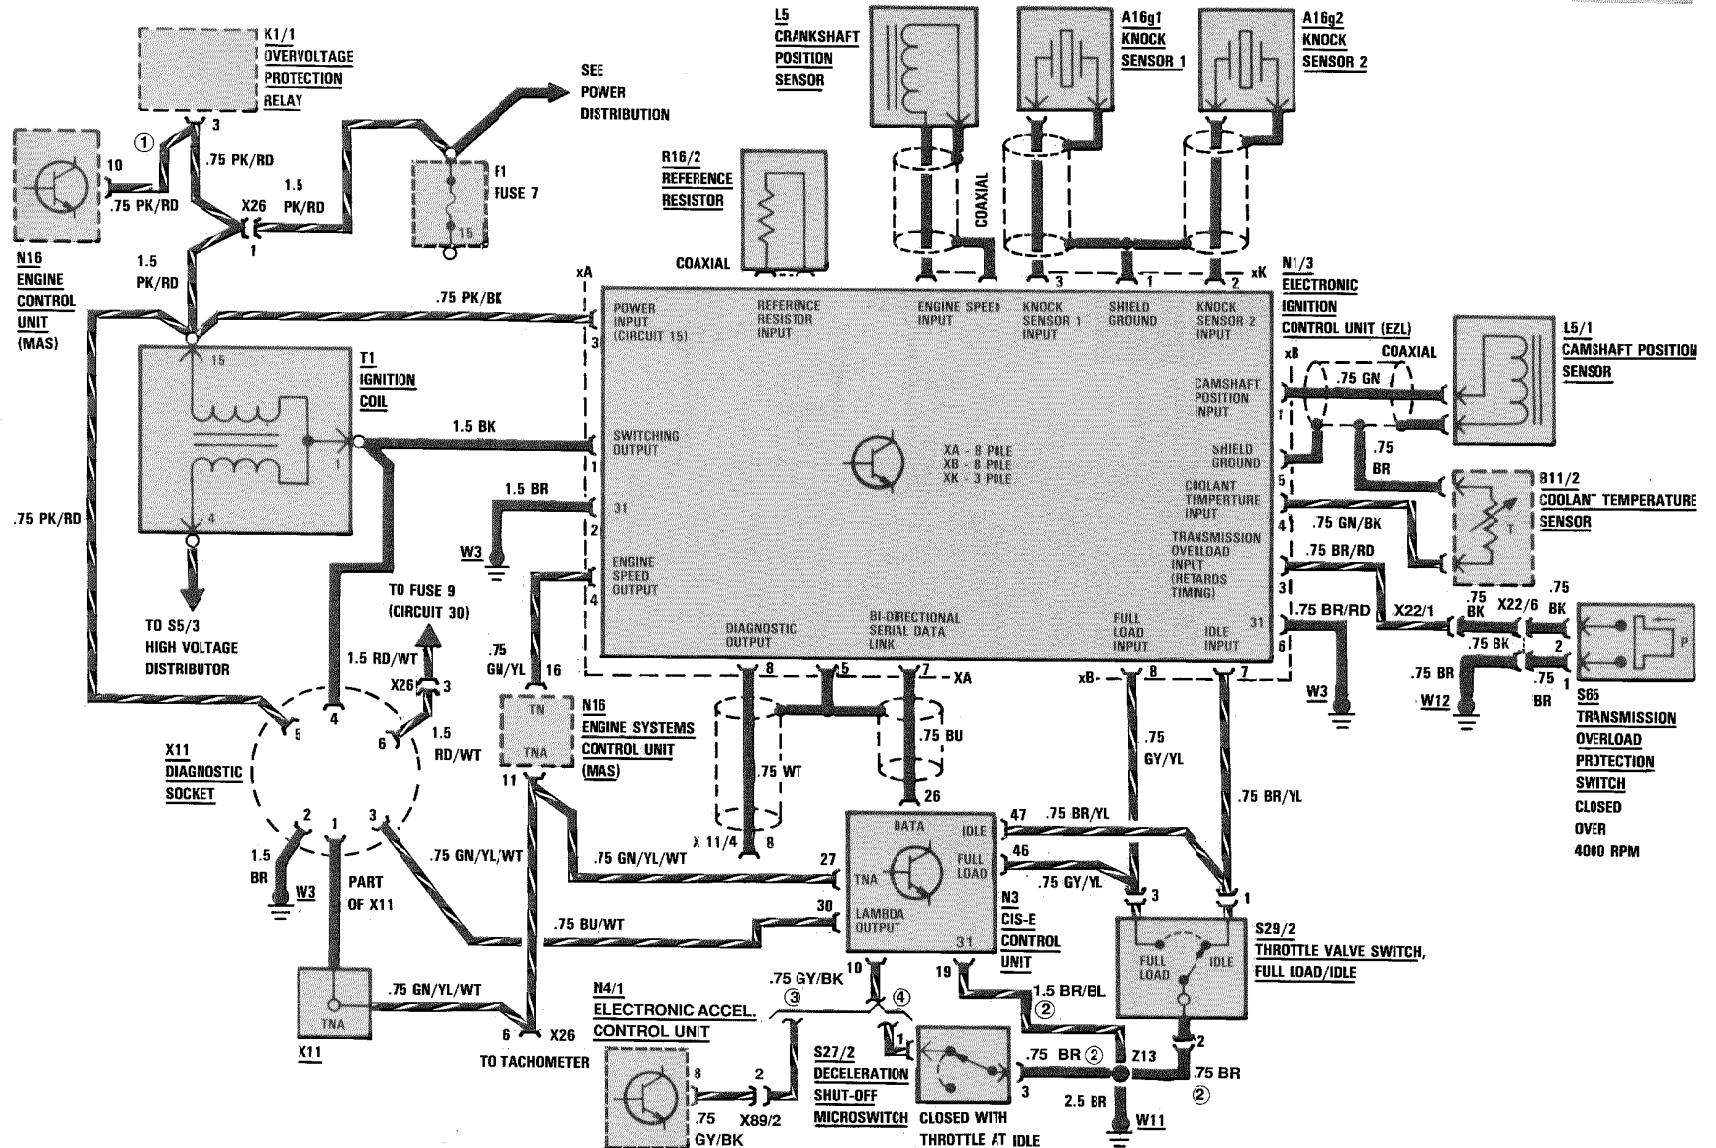 K1/1
OVERVOLTAGE
PROTECTION
RELAY
3
1
10
.75 PK/RD
.75 PK/RD
X26
1
1.5
PK/RD
1.5
PK/RD
N16
ENGINE
CONTROL
UNIT
(MAS)
SEE
POWER
DISTRIBUTION
F1
FUSE 7
15
L5
CRANKSHAFT
POSITION
SENSOR
A16g1
KNOCK
SENSOR 1
A16g2
KNOCK
SENSOR 2
R16/2
REFERENCE
RESISTOR
COAXIAL
COAXIAL
3
1
2
xK
xA
N1/3
ELECTRONIC
IGNITION
CONTROL UNIT (EZL)
.75 PK/BK
POWER
INPUT
(CIRCUIT 15)
3
REFERENCE
RESISTOR
INPUT
ENGINE SPEED
INPUT
KNOCK
SENSOR 1
INPUT
SHIELD
GROUND
KNOCK
SENSOR 2
INPUT
xB
COAXIAL
L5/1
CAMSHAFT POSITION
SENSOR
.75 GN
CAMSHAFT
POSITION
INPUT
1
15
T1
IGNITION
COIL
1
4
1.5 BK
SWITCHING
OUTPUT
1
XA - 8 POLE
XB - 8 POLE
XK - 3 POLE
SHIELD
GROUND
5
.75
BR
B11/2
COOLANT TEMPERATURE
SENSOR
T
COOLANT
TIMPERTURE
INPUT
4
.75 GN/BK
1.5 BR
31
2
W3
.75 PK/RD
TRANSMISSION
OVERLOAD
INPUT
(RETARDS
TIMNG)
3
.75 BR/RD
ENGINE
SPEED
OUTPUT
4
TO FUSE 9
(CIRCUIT 30)
TO S5/3
HIGH VOLTAGE
DISTRIBUTOR
1.5 RD/WT
X26
3
1.5
RD/WT
.75
GN/YL
16
DIAGNOSTIC
OUTPUT
BI-DIRECTIONAL
SERIAL DATA
LINK
FULL
LOAD
INPUT
IDLE
INPUT
31
6
.75 BR/RD
X22/1
.75
BK
X22/6
.75
BK
.75 BK
2
P
.75 BR
.75
BR
1
W3
W12
S65
TRANSMISSION
OVERLOAD
PROTECTION
SWITCH
CLOSED
OVER
4000 RPM
8
5
7
XA
xB
8
7
4
5
6
X11
DIAGNOSTIC
SOCKET
2
1
3
TN
TNA
N16
ENGINE SYSTEMS
CONTROL UNIT
(MAS)
11
.75 WT
.75 BU
26
X 11/4
8
.75
GY/YL
.75 BR/YL
1.5
BR
W3
PART
OF X11
.75 GN/YL/WT
.75 GN/YL/WT
27
30
.75 BU/WT
DATA
IDLE
FULL
LOAD
TNA
LAMBDA
OUTPUT
31
47
.75 BR/YL
46
.75 GY/YL
N3
CIS-E
CONTROL
UNIT
3
1
S29/2
THROTTLE VALVE SWITCH,
FULL LOAD/IDLE
FULL
LOAD
IDLE
TNA
X11
.75 GN/YL/WT
6
X26
TO TACHOMETER
10
19
.75 GY/BK
3
4
1.5 BR/BL
2
N4/1
ELECTRONIC ACCEL.
CONTROL UNIT
8
2
.75
GY/BK
X89/2
S27/2
DECELERATION
SHUT-OFF
MICROSWITCH
1
3
CLOSED WITH
THROTTLE AT IDLE
.75 BR 2
Z13
2
.75 BR
2
2.5 BR
W11